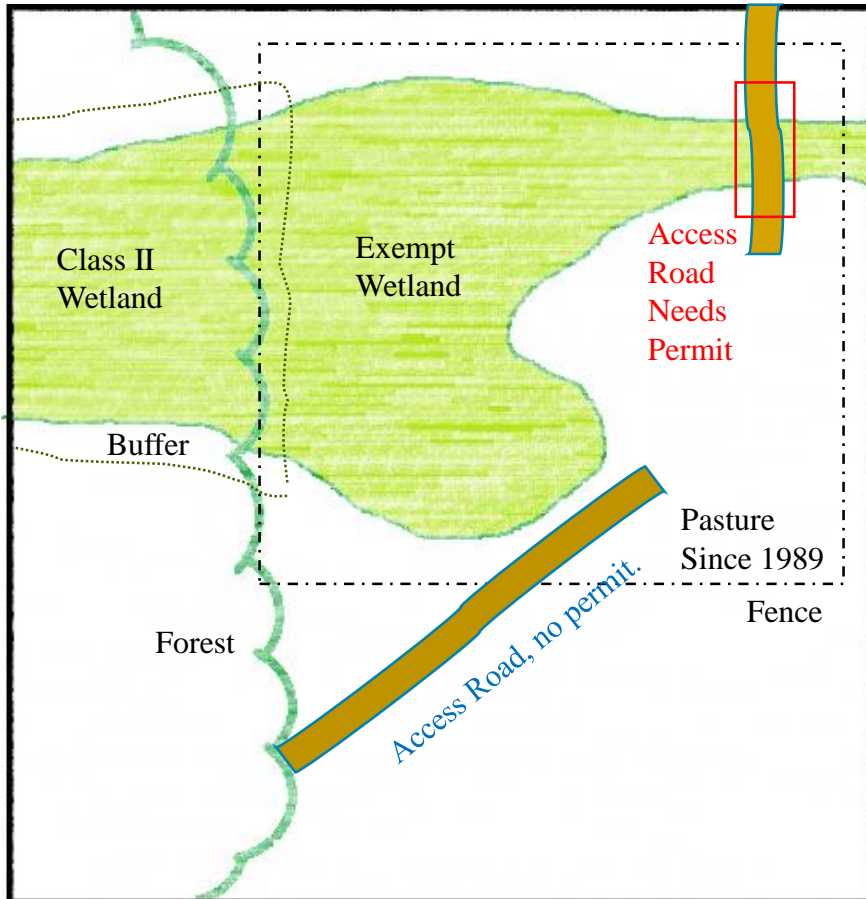 Class II
Wetland
Exempt
Wetland
Access
Road
Needs
Permit
Buffer
Pasture
Since 1989
Fence
Forest
Access Road, no permit.